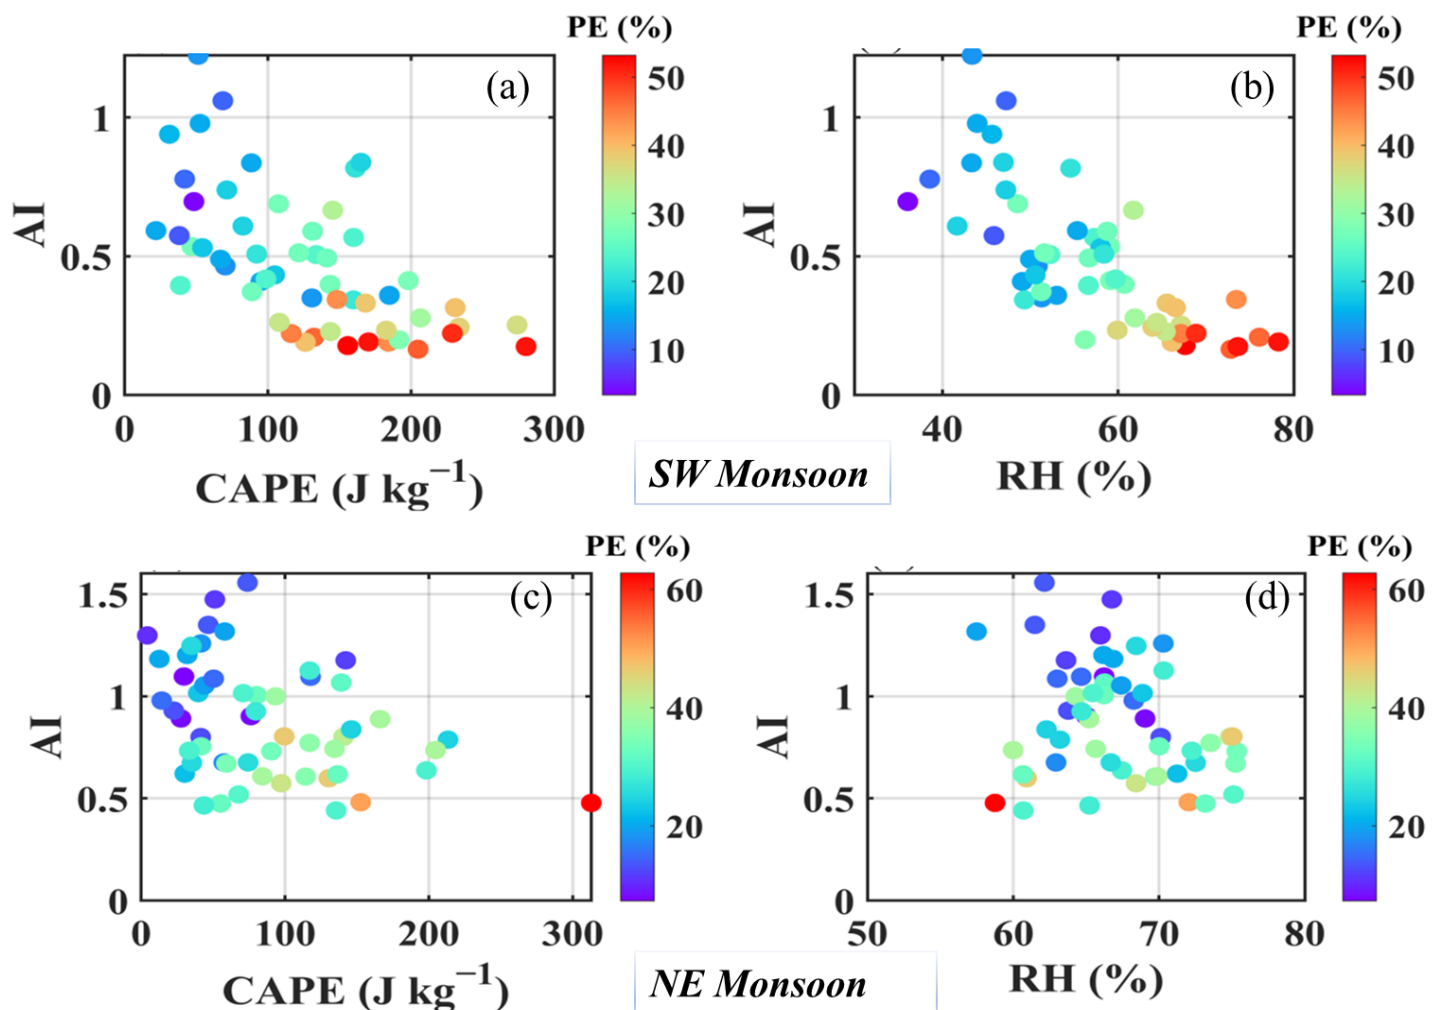 PE (%)
PE (%)
(a)
(b)
50
40
30
20
10
50
40
30
20
10
1
0.5
0
AI
1
0.5
0
AI
0 100 200 300
40 60 80
CAPE (J kg⁻¹)
SW Monsoon
RH (%)
PE (%)
PE (%)
(c)
(d)
60
40
20
60
40
20
1.5
1
0.5
0
AI
1.5
1
0.5
0
AI
0 100 200 300
50 60 70 80
CAPE (J kg⁻¹)
NE Monsoon
RH (%)